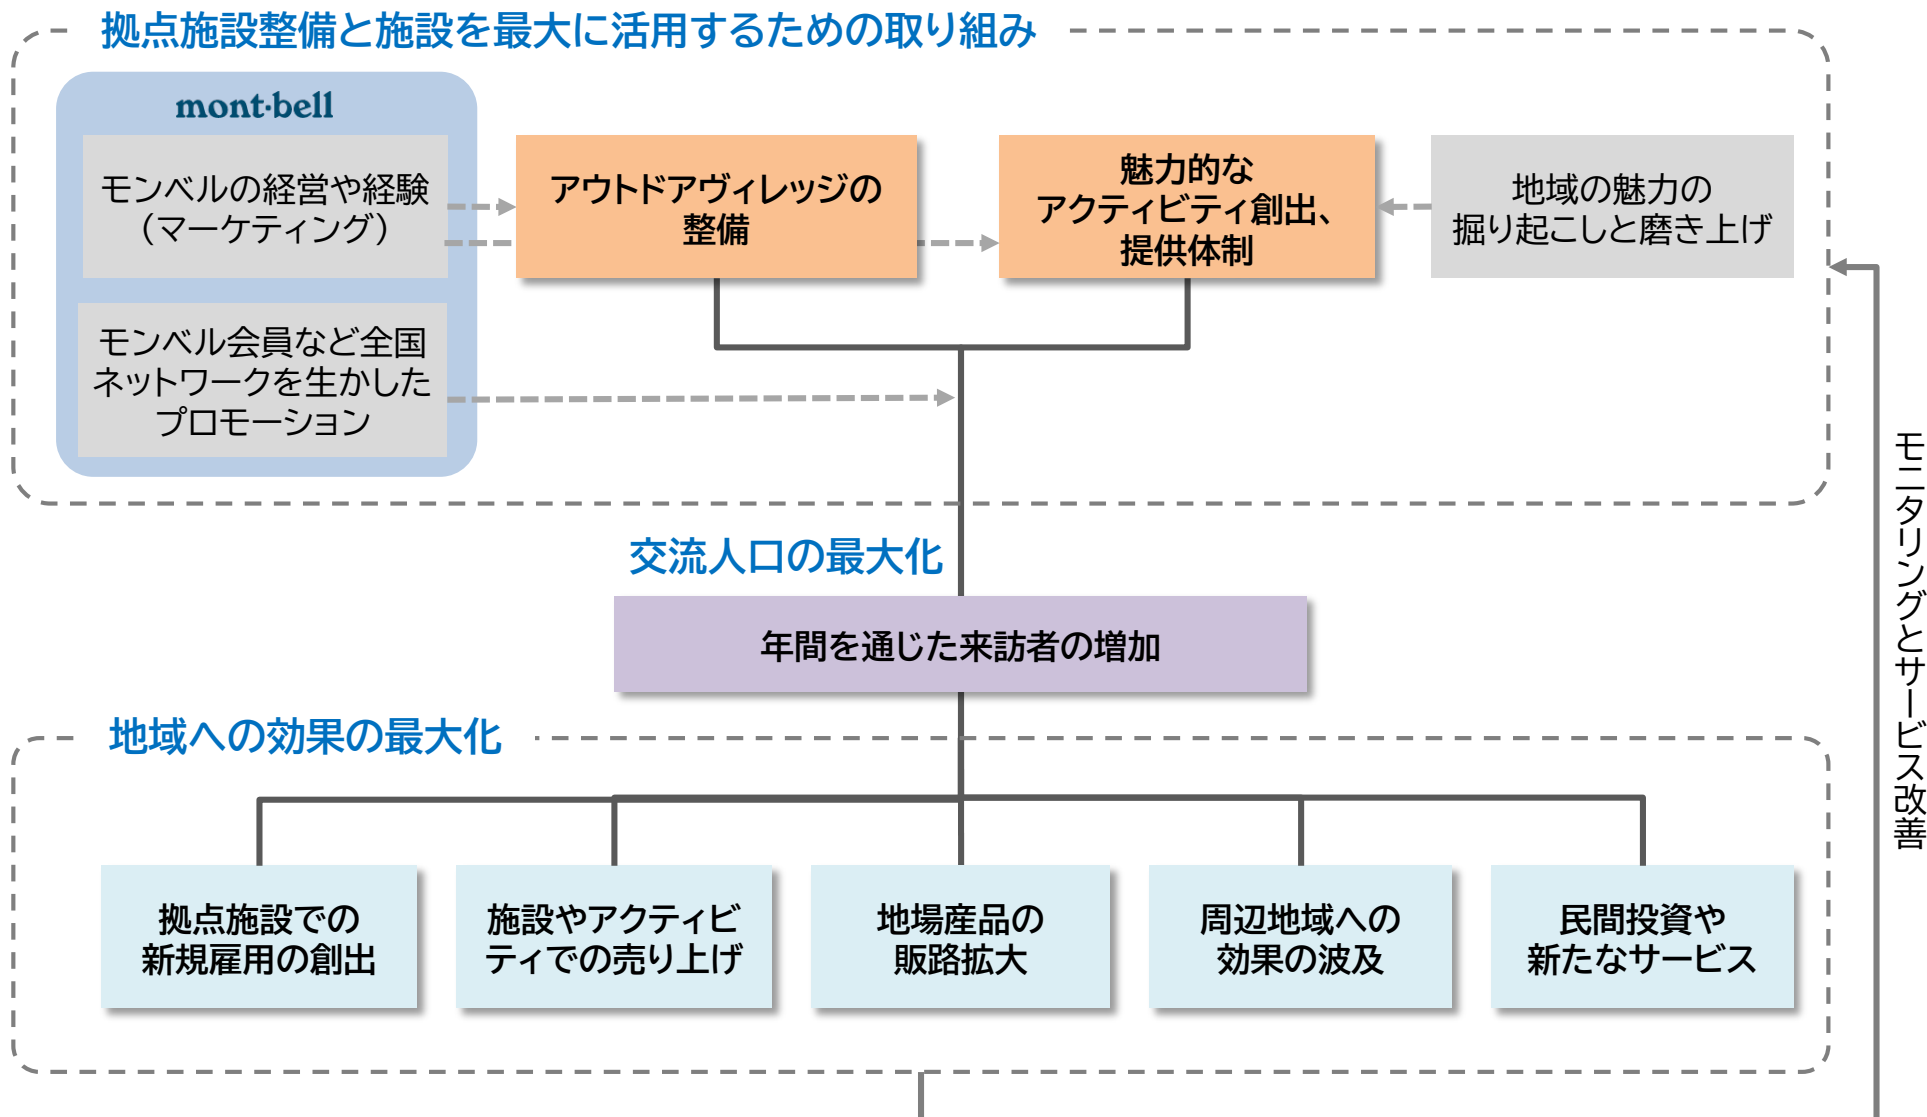 拠点施設整備と施設を最大に活用するための取り組み
mont·bell
モンベルの経営や経験
(マーケティング)
アウトドアヴィレッジの
整備
魅力的な
アクティビティ創出、
提供体制
地域の魅力の
掘り起こしと磨き上げ
モンベル会員など全国
ネットワークを生かした
プロモーション
交流人口の最大化
年間を通じた来訪者の増加
モニタリングとサービス改善
地域への効果の最大化
拠点施設での
新規雇用の創出
施設やアクティビ
ティでの売り上げ
地場産品の
販路拡大
周辺地域への
効果の波及
民間投資や
新たなサービス